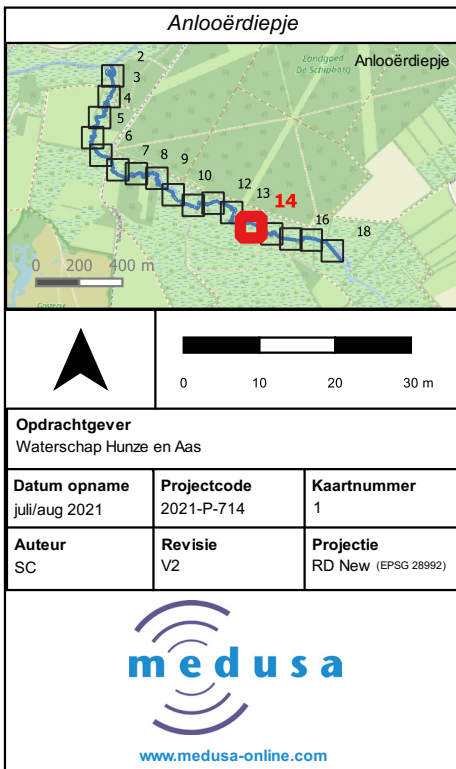 Anlooërdiepje
Landgoed
De Schipborg
Anlooërdiepje
2
3
4
5
6
7
8
9
10
12
13
14
16
18
0 200 400 m
0 10 20 30 m
Opdrachtgever
Waterschap Hunze en Aas
Datum opname
juli/aug 2021
Projectcode
2021-P-714
Kaartnummer
1
Auteur
SC
Revisie
V2
Projectie
RD New (EPSG 28992)
medusa
www.medusa-online.com